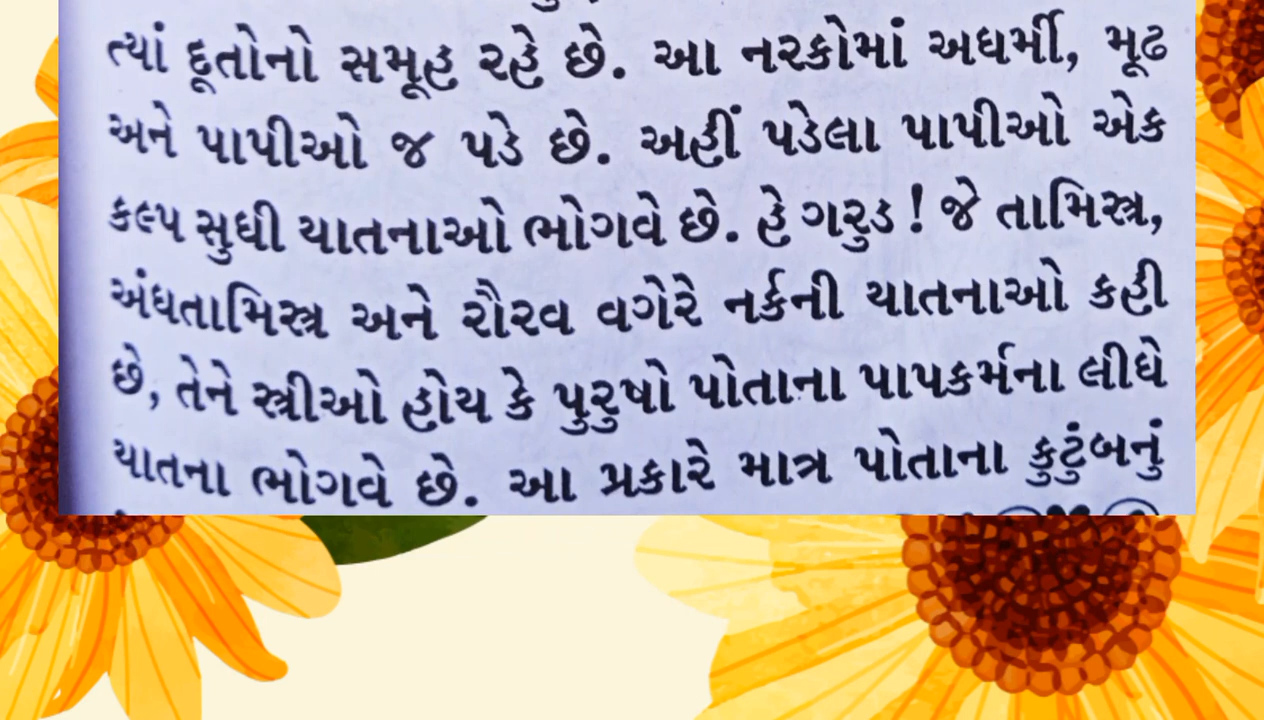 ત્યાં દૂતોનો સમૂહ રહે છે. આ નરકોમાં અધર્મી, મૂઢ
અને પાપીઓ જ પડે છે. અહીં પડેલા પાપીઓ એક
કલ્પ સુધી યાતનાઓ ભોગવે છે. હે ગરુડ ! જે તામિસ્ત્ર,
અંધતામિસ્ત્ર અને રૌરવ વગેરે નર્કની યાતનાઓ કહી
છે, તેને સ્ત્રીઓ હોય કે પુરુષો પોતાના પાપકર્મના લીધે
યાતના ભોગવે છે. આ પ્રકારે માત્ર પોતાના કુટુંબનું